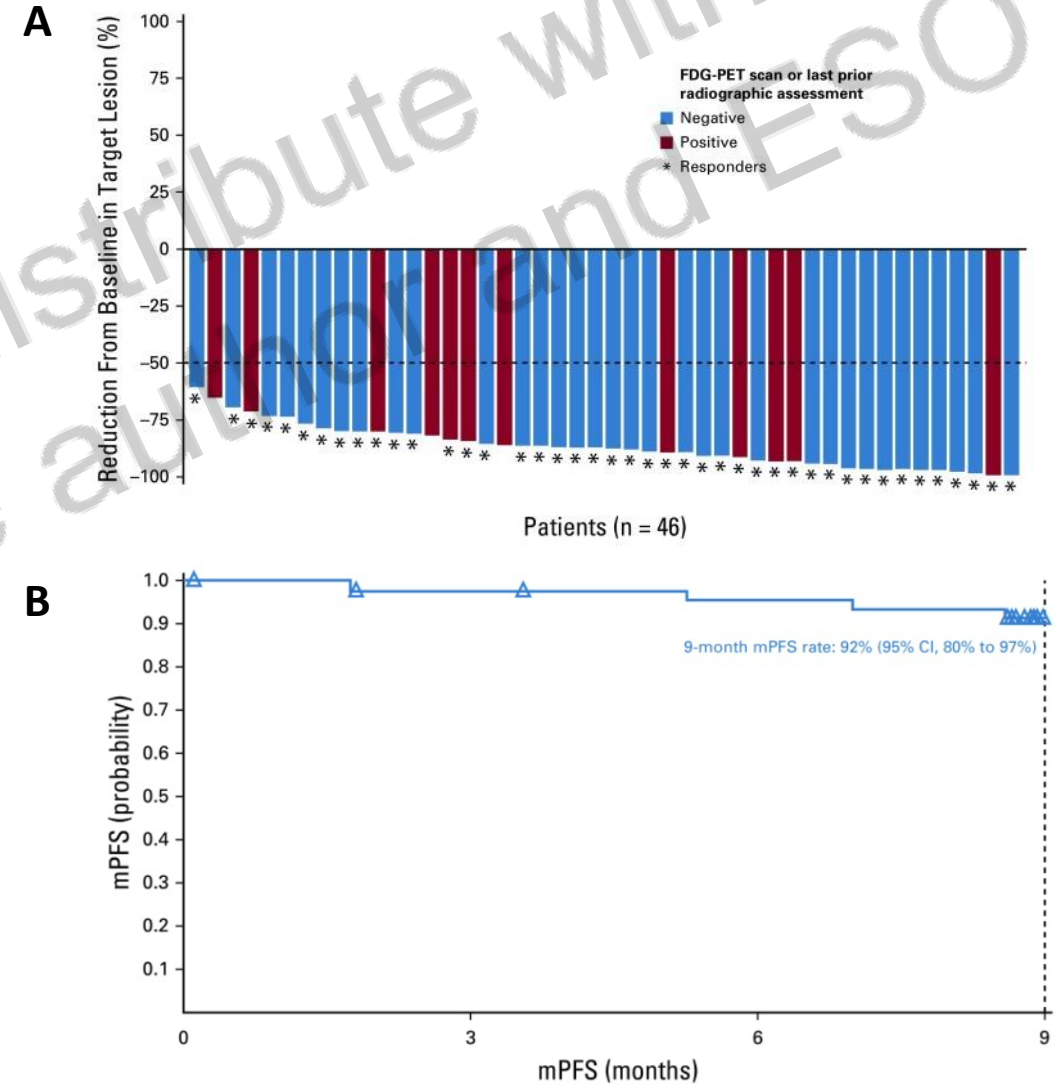 A
Reduction From Baseline in Target Lesion (%)
100
75
50
25
0
−25
−50
−75
−100
FDG-PET scan or last prior
radiographic assessment
Negative
Positive
* Responders
Patients (n = 46)
B
mPFS (probability)
1.0
0.9
0.8
0.7
0.6
0.5
0.4
0.3
0.2
0.1
9-month mPFS rate: 92% (95% CI, 80% to 97%)
0
3
6
9
mPFS (months)
author and ESO